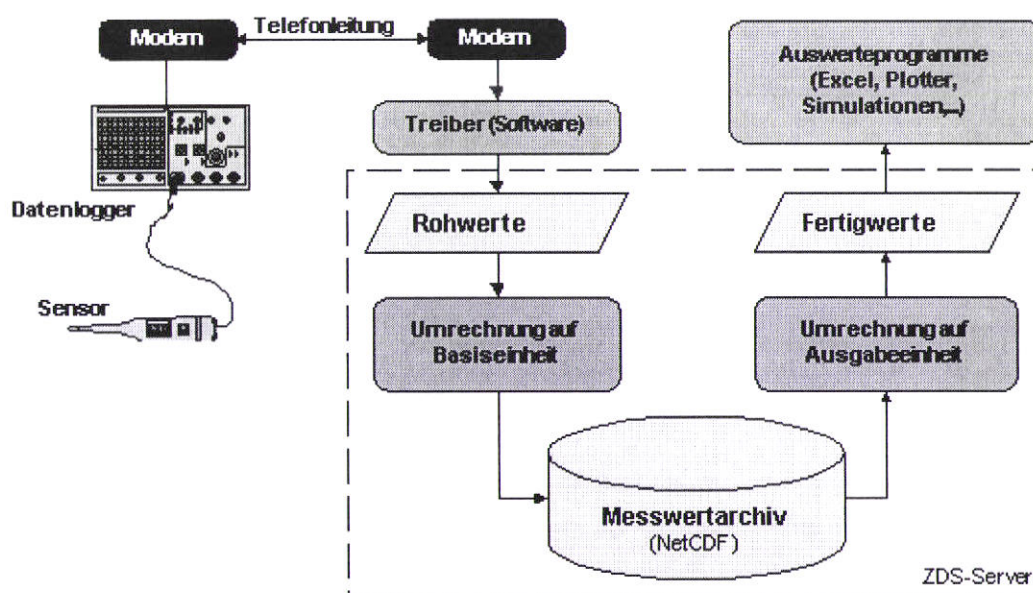 Modem
Telefonleitung
Modem
Auswerteprogramme
(Excel, Plotter,
Simulationen,...)
Treiber (Software)
Datenlogger
Rohwerte
Fertigwerte
Sensor
Umrechnung auf
Basiseinheit
Umrechnung auf
Ausgabeeinheit
Messwertarchiv
(NetCDF)
ZDS-Server